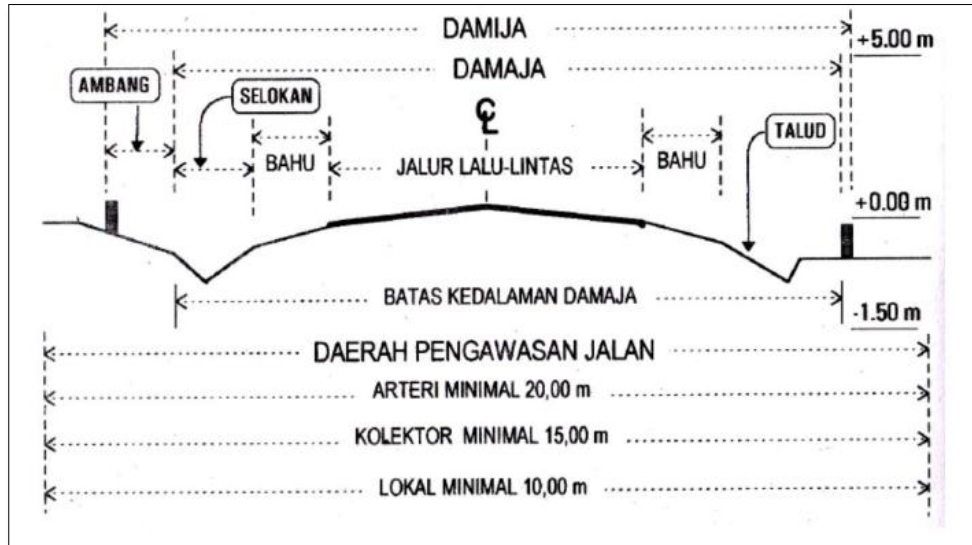 DAMIJA
+5.00 m
DAMAJA
AMBANG
SELOKAN
CL
TALUD
BAHU
JALUR LALU-LINTAS
BAHU
+0.00 m
BATAS KEDALAMAN DAMAJA
-1.50 m
DAERAH PENGAWASAN JALAN
ARTERI MINIMAL 20,00 m
KOLEKTOR MINIMAL 15,00 m
LOKAL MINIMAL 10,00 m